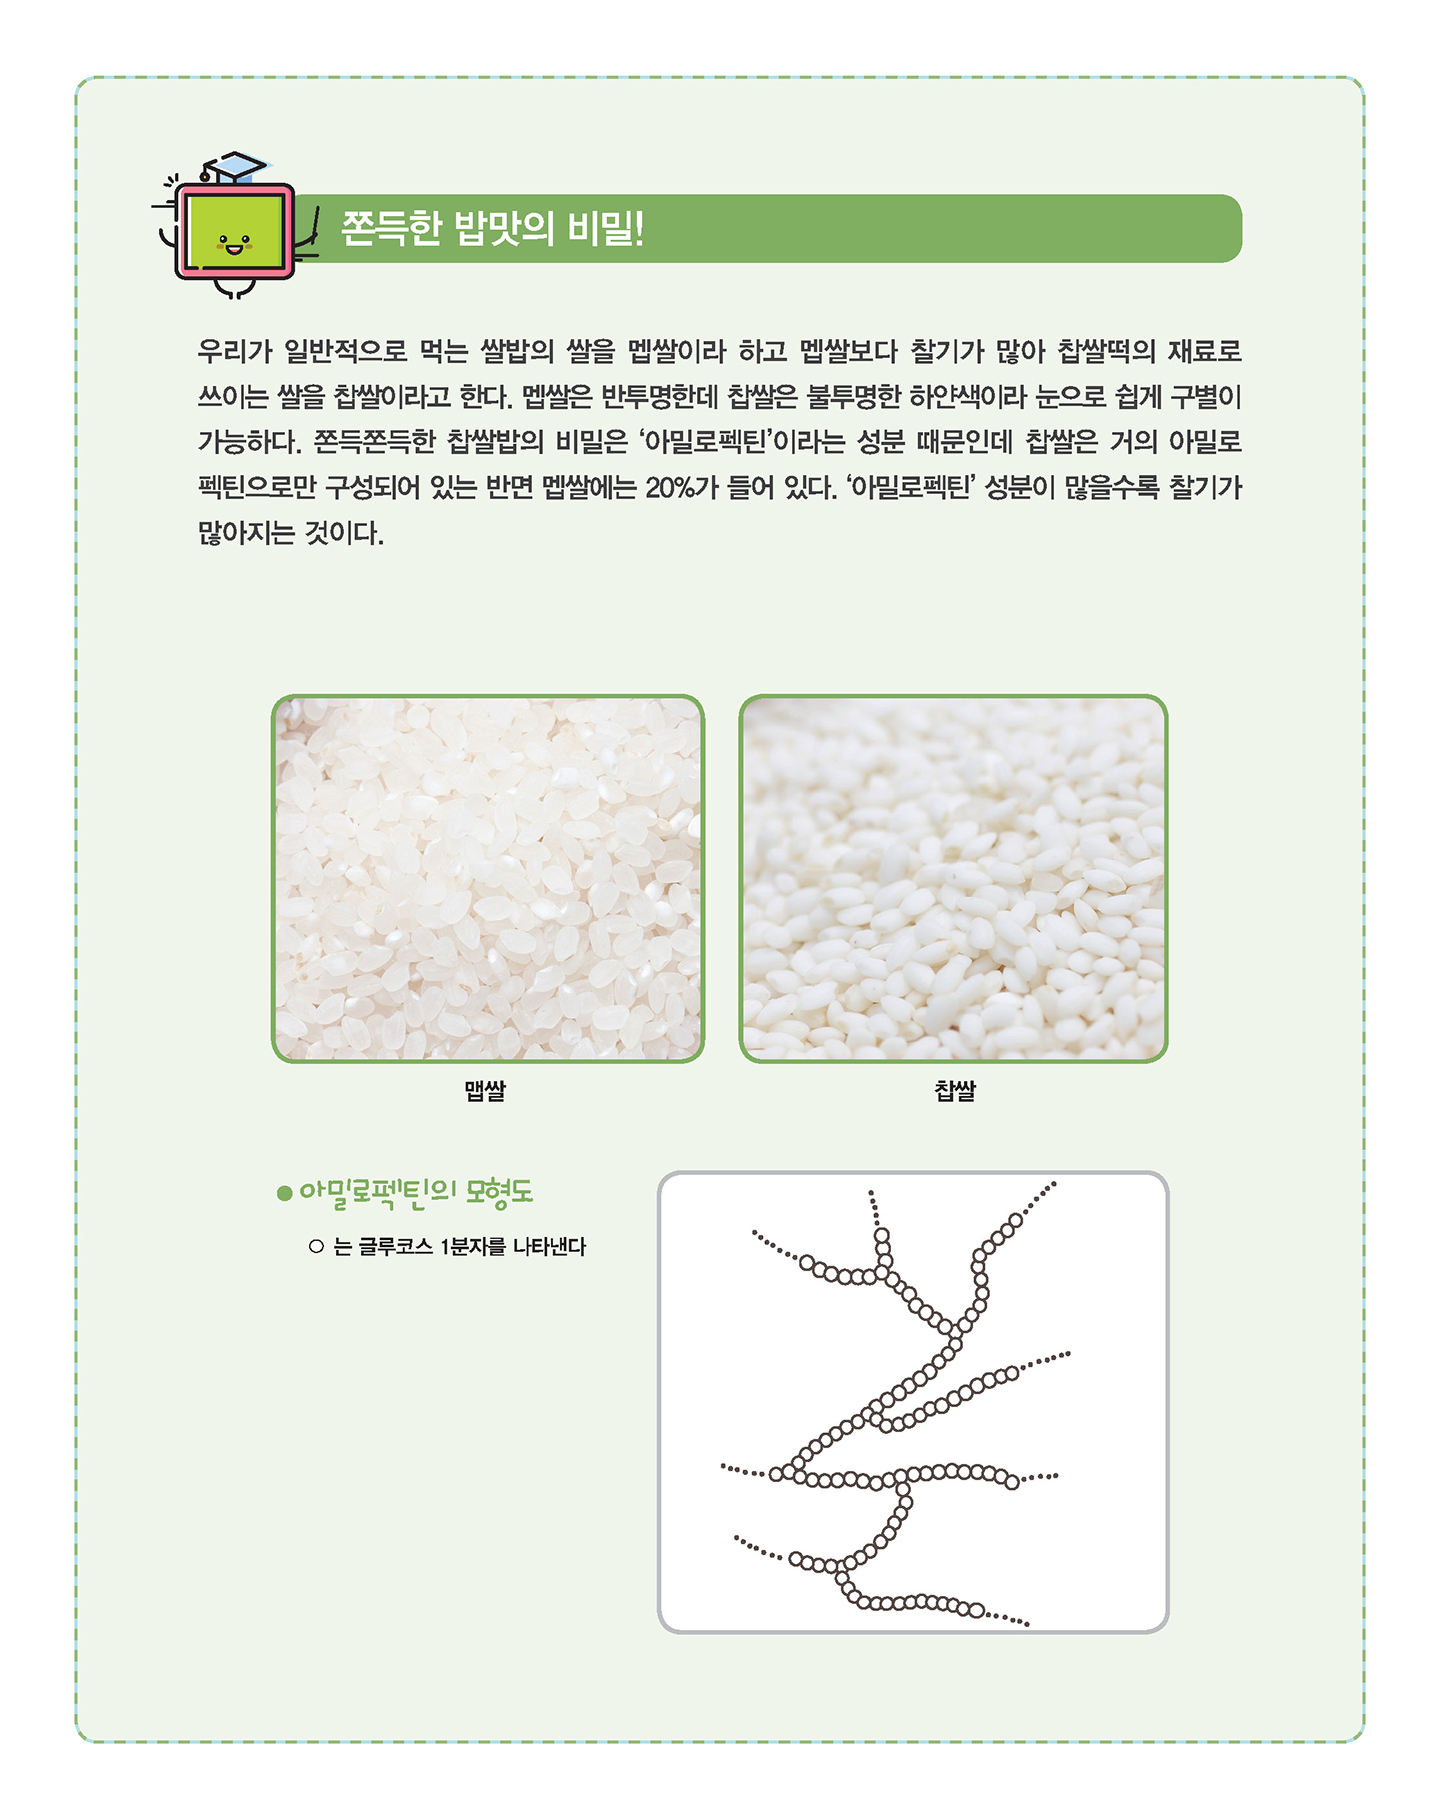 쫀득한 밥맛의 비밀!
우리가 일반적으로 먹는 쌀밥의 쌀을 멥쌀이라 하고 멥쌀보다 찰기가 많아 찹쌀떡의 재료로
쓰이는 쌀을 찹쌀이라고 한다. 멥쌀은 반투명한데 찹쌀은 불투명한 하얀색이라 눈으로 쉽게 구별이
가능하다. 쫀득쫀득한 찹쌀밥의 비밀은 ‘아밀로펙틴’이라는 성분 때문인데 찹쌀은 거의 아밀로
펙틴으로만 구성되어 있는 반면 멥쌀에는 20%가 들어 있다. ‘아밀로펙틴’ 성분이 많을수록 찰기가
많아지는 것이다.
맵쌀
찹쌀
● 아밀로펙틴의 모형도
○ 는 글루코스 1분자를 나타낸다